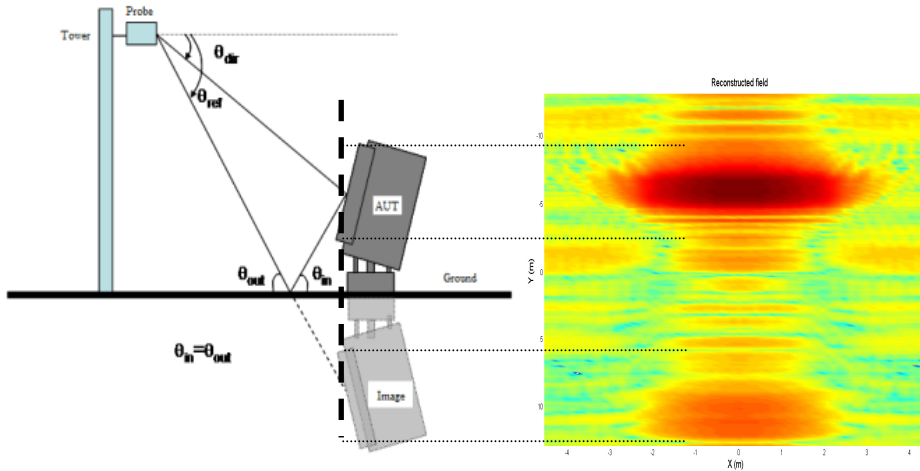 Probe
Tower
θdir
θref
AUT
θout
θin
Ground
θin=θout
Image
Reconstructed field
-10
-5
0
5
10
Y (m)
-4
-3
-2
-1
0
1
2
3
4
X (m)